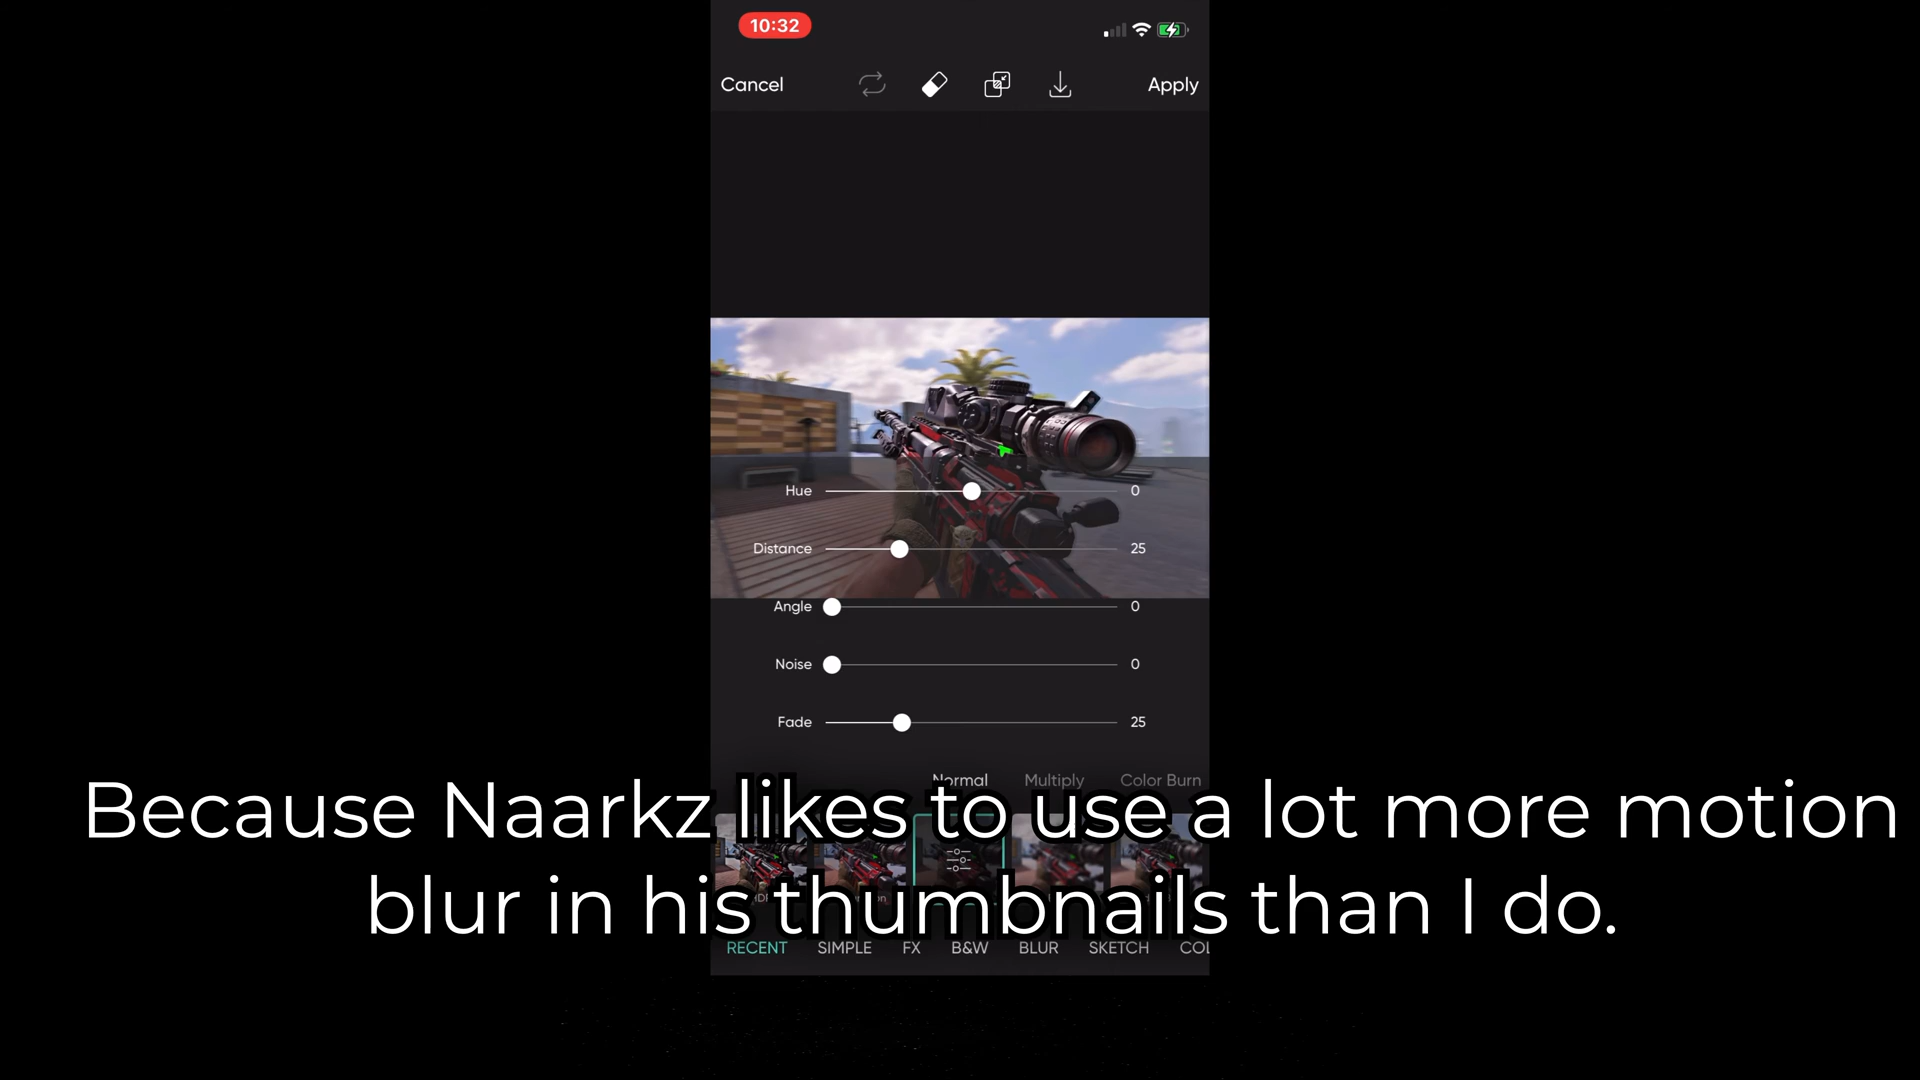 10:32
Cancel
Apply
Hue 0
Distance 25
Angle 0
Noise 0
Fade 25
Normal Multiply Color Burn
Because Naarkz likes to use a lot more motion
blur in his thumbnails than I do.
RECENT SIMPLE FX B&W BLUR SKETCH COL